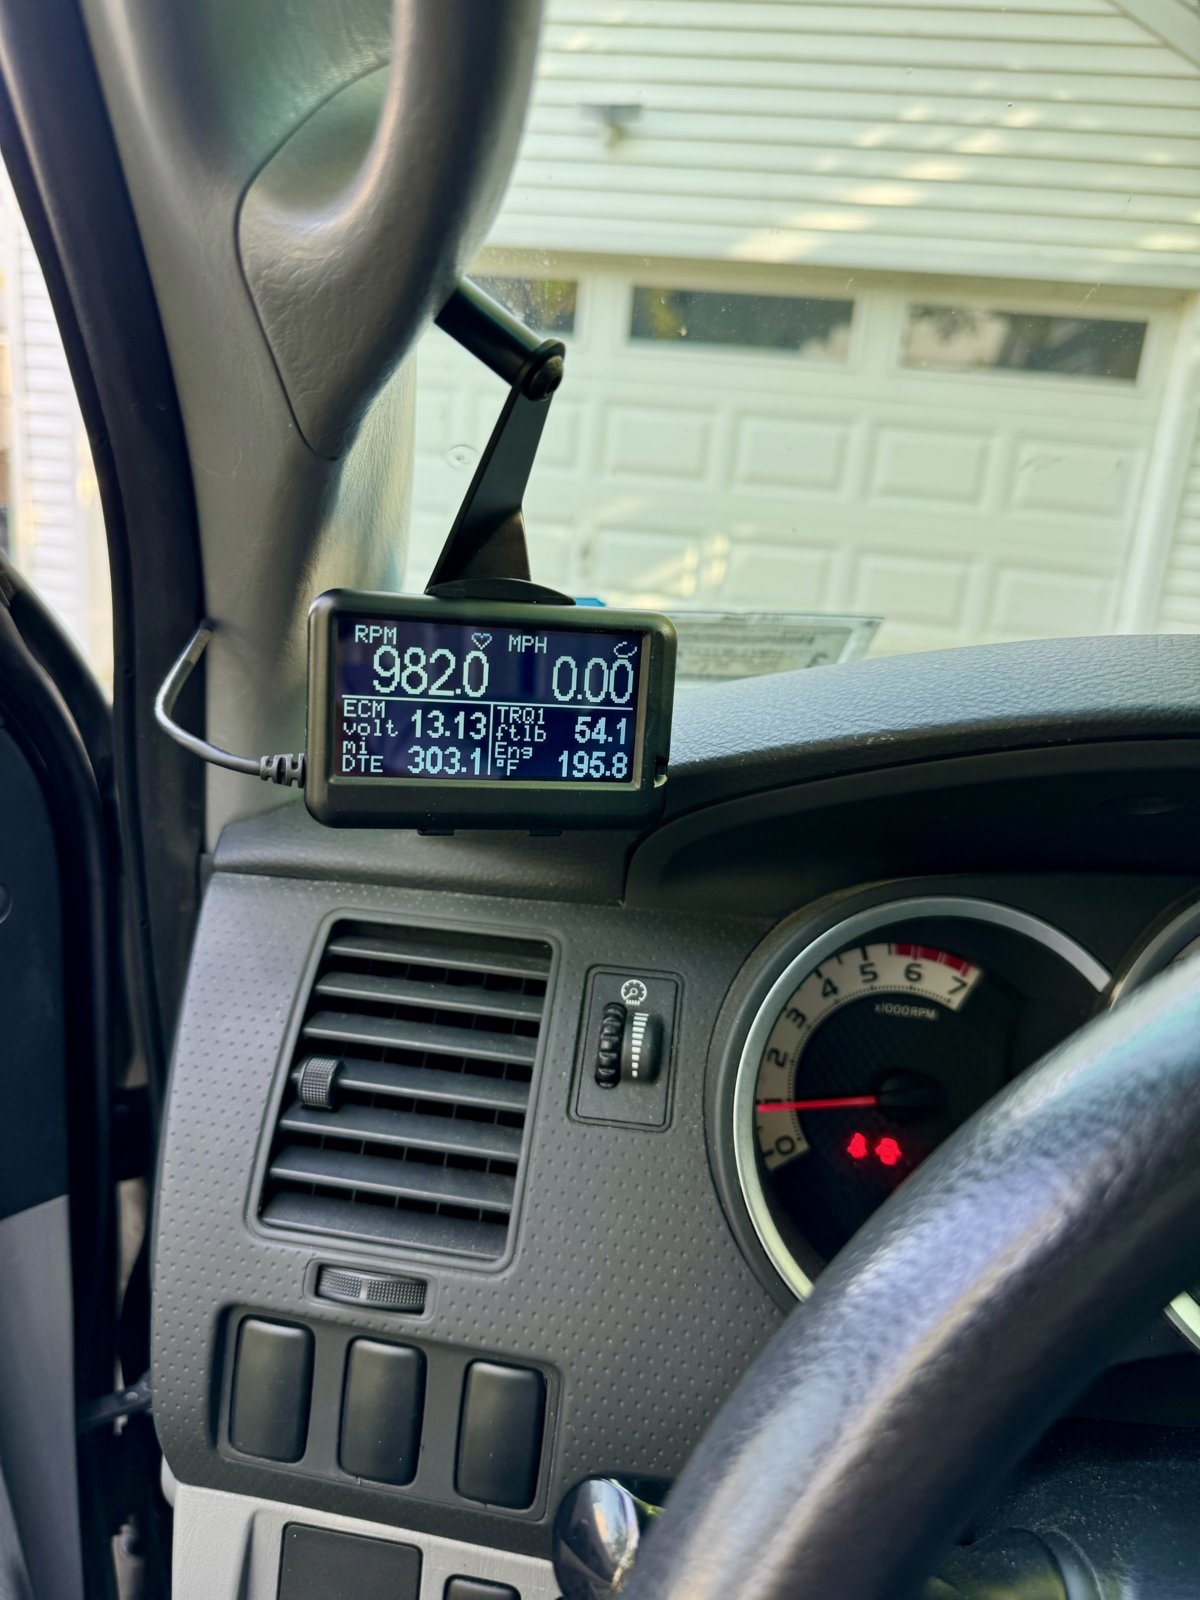 RPM MPH
982.0 0.00
ECM volt 13.13 TRQ1 ftlb 54.1
mi DTE 303.1 Eng °F 195.8
0 1 2 3 4 5 6 7
x1000RPM